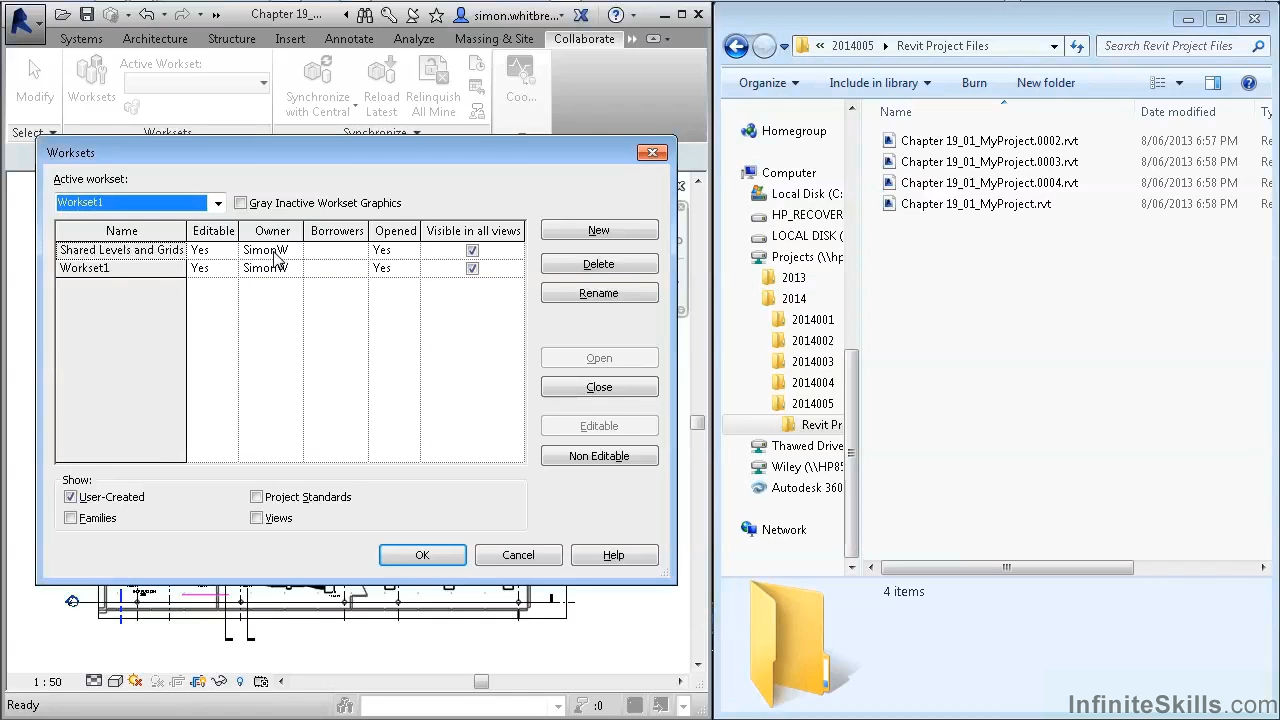 Chapter 19_...
simon.whitbre...
Systems Architecture Structure Insert Annotate Analyze Massing & Site Collaborate
Modify
Worksets
Active Workset:
Synchronize with Central
Reload Latest
Relinquish All Mine
Coo...
Select
Worksets
Synchronize
Worksets
Active workset:
Workset1
Gray Inactive Workset Graphics
Name Editable Owner Borrowers Opened Visible in all views
Shared Levels and Grids Yes SimonW Yes
Workset1 Yes SimonW Yes
New
Delete
Rename
Open
Close
Editable
Non Editable
Show:
User-Created
Project Standards
Families
Views
OK
Cancel
Help
1 : 50
Ready
:0
2014005
Revit Project Files
Search Revit Project Files
Organize
Include in library
Burn
New folder
Homegroup
Computer
Local Disk (C:
HP_RECOVER
LOCAL DISK (
Projects (\\hp
2013
2014
2014001
2014002
2014003
2014004
2014005
Revit Pr
Thawed Drive
Wiley (\\HP85
Autodesk 360
Network
Name Date modified Ty
Chapter 19_01_MyProject.0002.rvt 8/06/2013 6:57 PM Re
Chapter 19_01_MyProject.0003.rvt 8/06/2013 6:58 PM Re
Chapter 19_01_MyProject.0004.rvt 8/06/2013 6:58 PM Re
Chapter 19_01_MyProject.rvt 8/06/2013 6:58 PM Re
4 items
InfiniteSkills.com